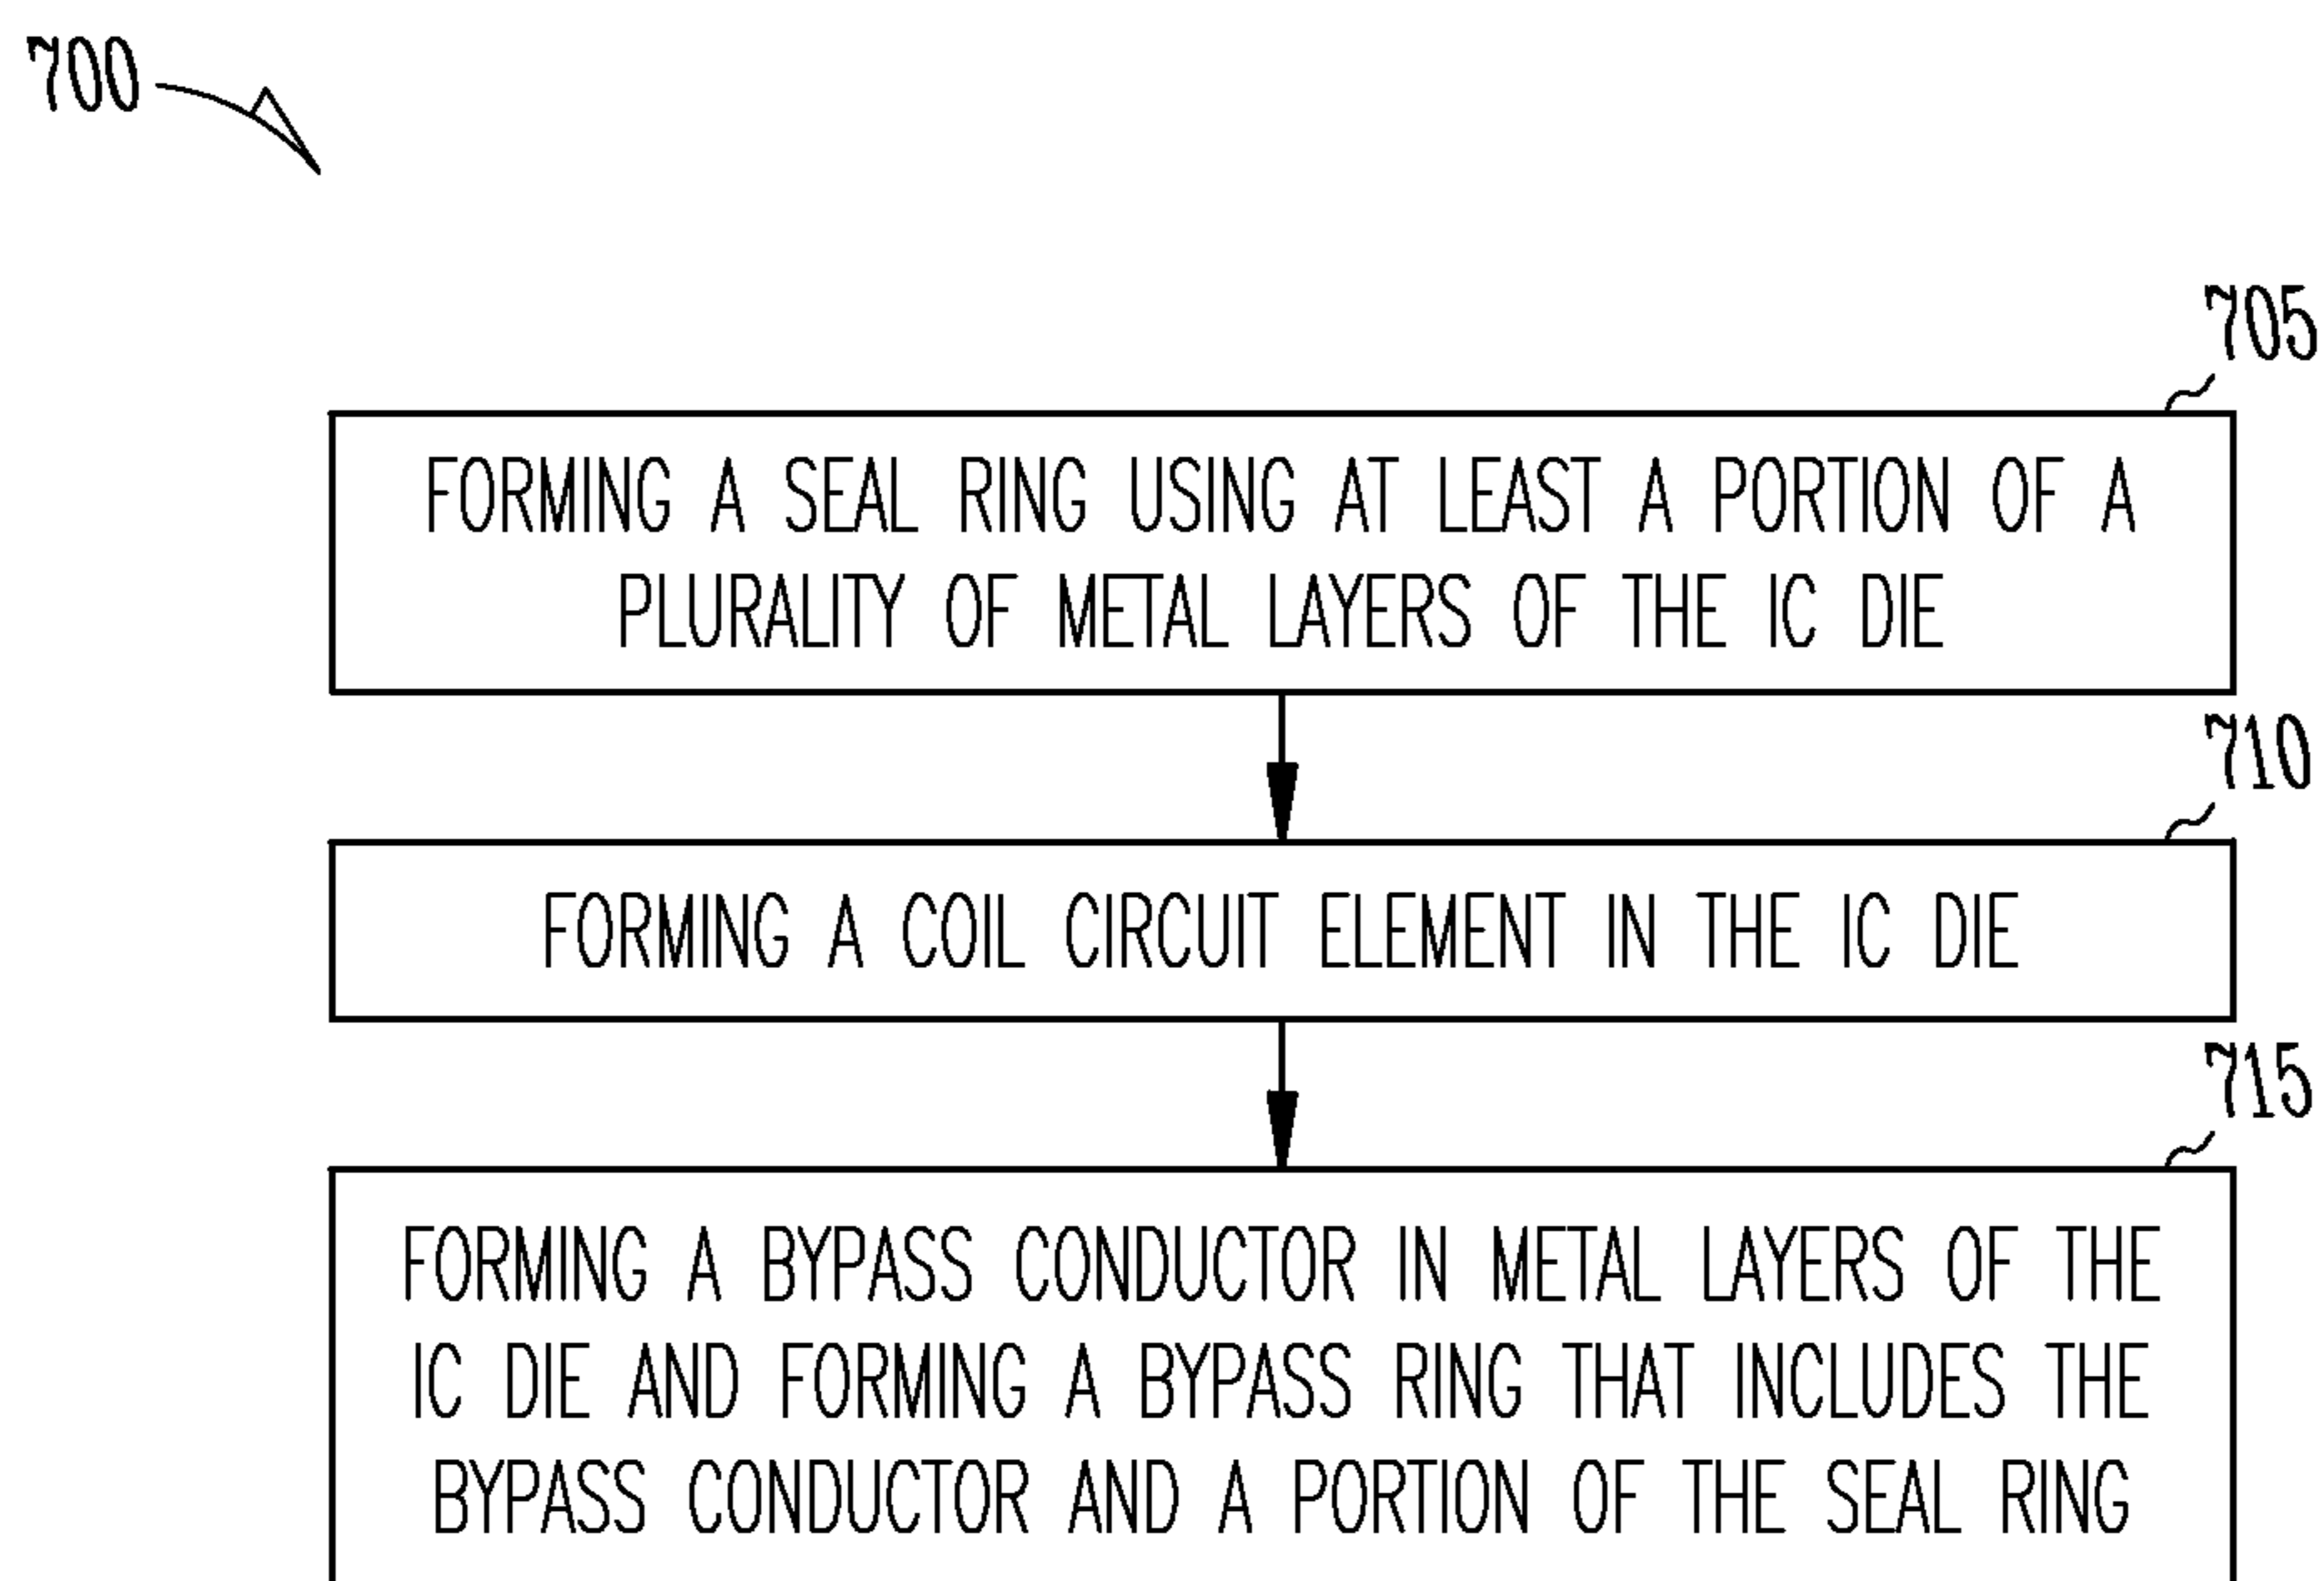 700
705
FORMING A SEAL RING USING AT LEAST A PORTION OF A
PLURALITY OF METAL LAYERS OF THE IC DIE
710
FORMING A COIL CIRCUIT ELEMENT IN THE IC DIE
715
FORMING A BYPASS CONDUCTOR IN METAL LAYERS OF THE
IC DIE AND FORMING A BYPASS RING THAT INCLUDES THE
BYPASS CONDUCTOR AND A PORTION OF THE SEAL RING